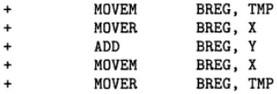 + MOVEM BREG, TMP
+ MOVER BREG, X
+ ADD BREG, Y
+ MOVEM BREG, X
+ MOVER BREG, TMP